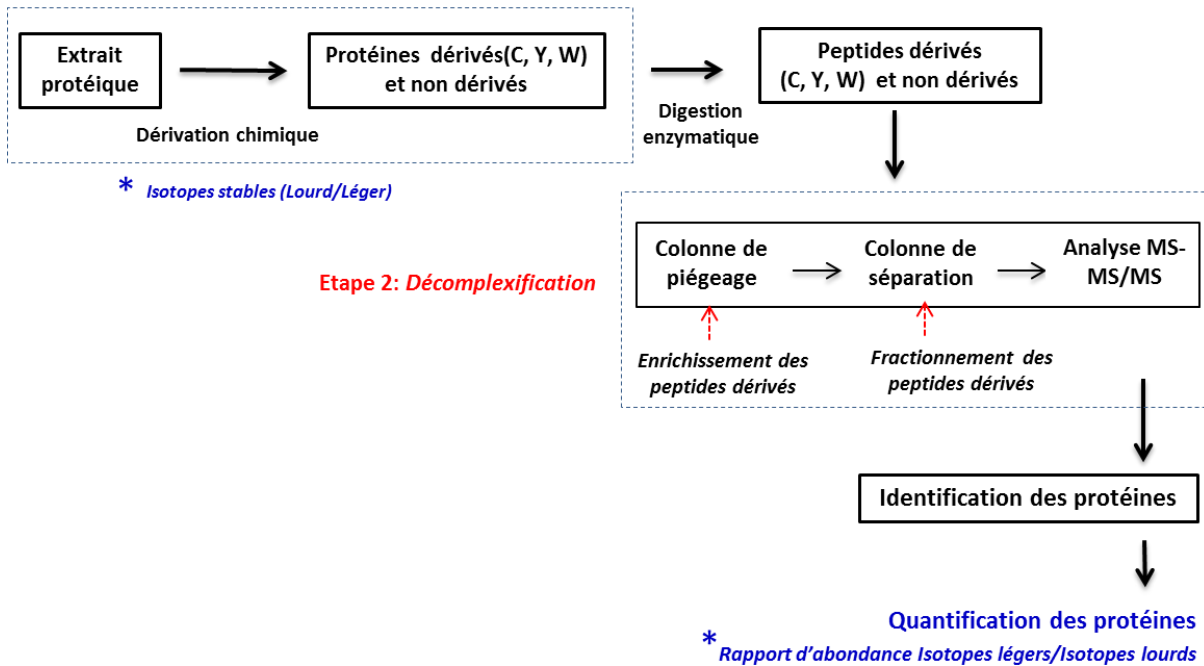 Extrait
protéique
Protéines dérivés(C, Y, W)
et non dérivés
Peptides dérivés
(C, Y, W) et non dérivés
Dérivation chimique
Digestion
enzymatique
* Isotopes stables (Lourd/Léger)
Etape 2: Décomplexification
Colonne de
piégeage
Colonne de
séparation
Analyse MS-
MS/MS
Enrichissement des
peptides dérivés
Fractionnement des
peptides dérivés
Identification des protéines
Quantification des protéines
* Rapport d’abondance Isotopes légers/Isotopes lourds